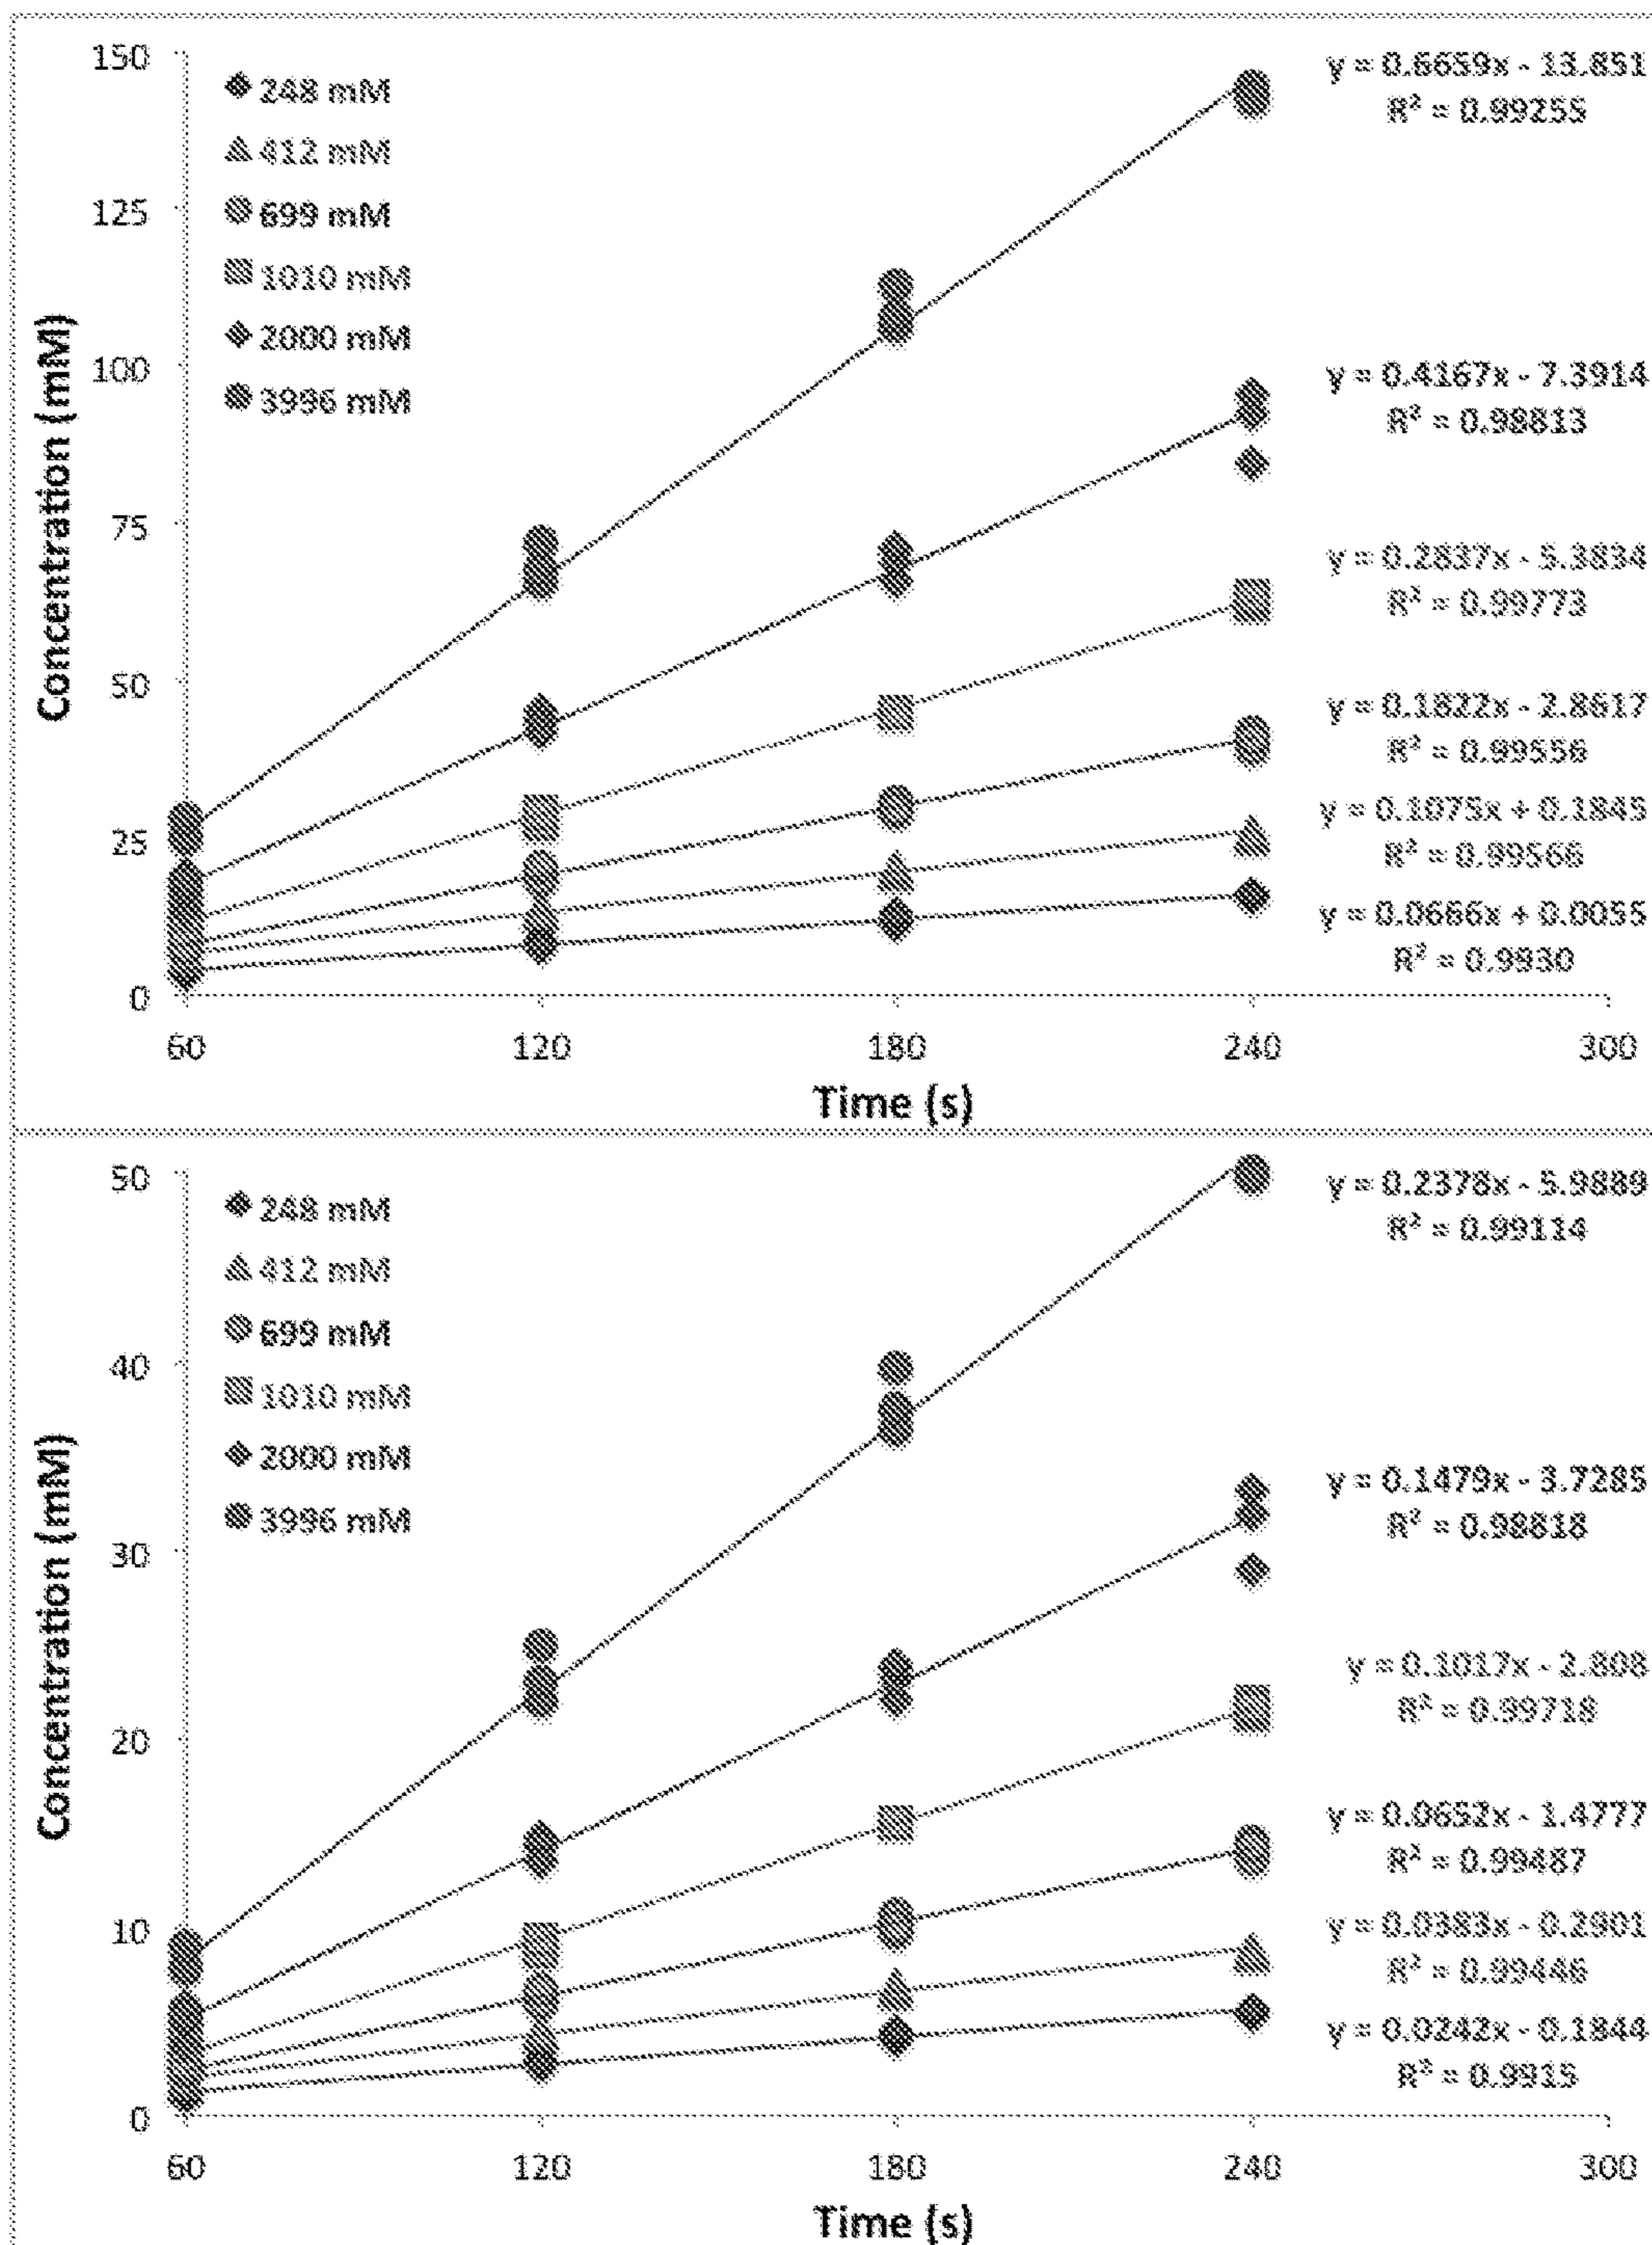 150
125
100
75
50
25
0
Concentration (mM)
248 mM
412 mM
699 mM
1010 mM
2000 mM
3996 mM
y = 0.6659x - 13.851
R² = 0.99255
y = 0.4167x - 7.3914
R² = 0.98813
y = 0.2837x - 5.3834
R² = 0.99773
y = 0.1822x - 2.8617
R² = 0.99556
y = 0.1075x + 0.1845
R² = 0.99566
y = 0.0666x + 0.0055
R² = 0.9930
60 120 180 240 300
Time (s)
50
40
30
20
10
0
Concentration (mM)
248 mM
412 mM
699 mM
1010 mM
2000 mM
3996 mM
y = 0.2378x - 5.9889
R² = 0.99114
y = 0.1479x - 3.7285
R² = 0.98818
y = 0.1017x - 2.808
R² = 0.99718
y = 0.0652x - 1.4777
R² = 0.99487
y = 0.0383x - 0.2901
R² = 0.99446
y = 0.0242x - 0.1844
R² = 0.9915
60 120 180 240 300
Time (s)